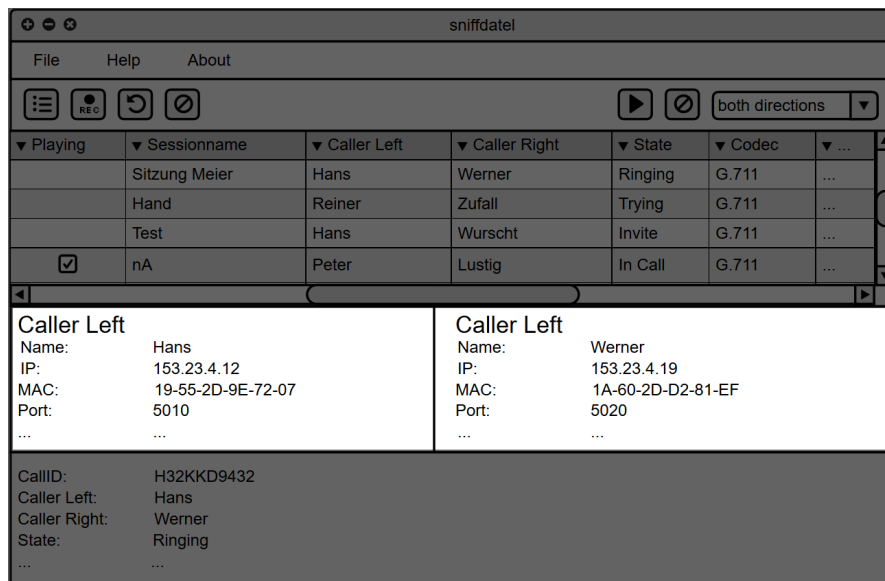 sniffdatel
File Help About
REC both directions
Playing Sessionname Caller Left Caller Right State Codec ...
Sitzung Meier Hans Werner Ringing G.711 ...
Hand Reiner Zufall Trying G.711 ...
Test Hans Wurscht Invite G.711 ...
nA Peter Lustig In Call G.711 ...
Caller Left
Name: Hans
IP: 153.23.4.12
MAC: 19-55-2D-9E-72-07
Port: 5010
... ...
Caller Left
Name: Werner
IP: 153.23.4.19
MAC: 1A-60-2D-D2-81-EF
Port: 5020
... ...
CallID: H32KKD9432
Caller Left: Hans
Caller Right: Werner
State: Ringing
... ...